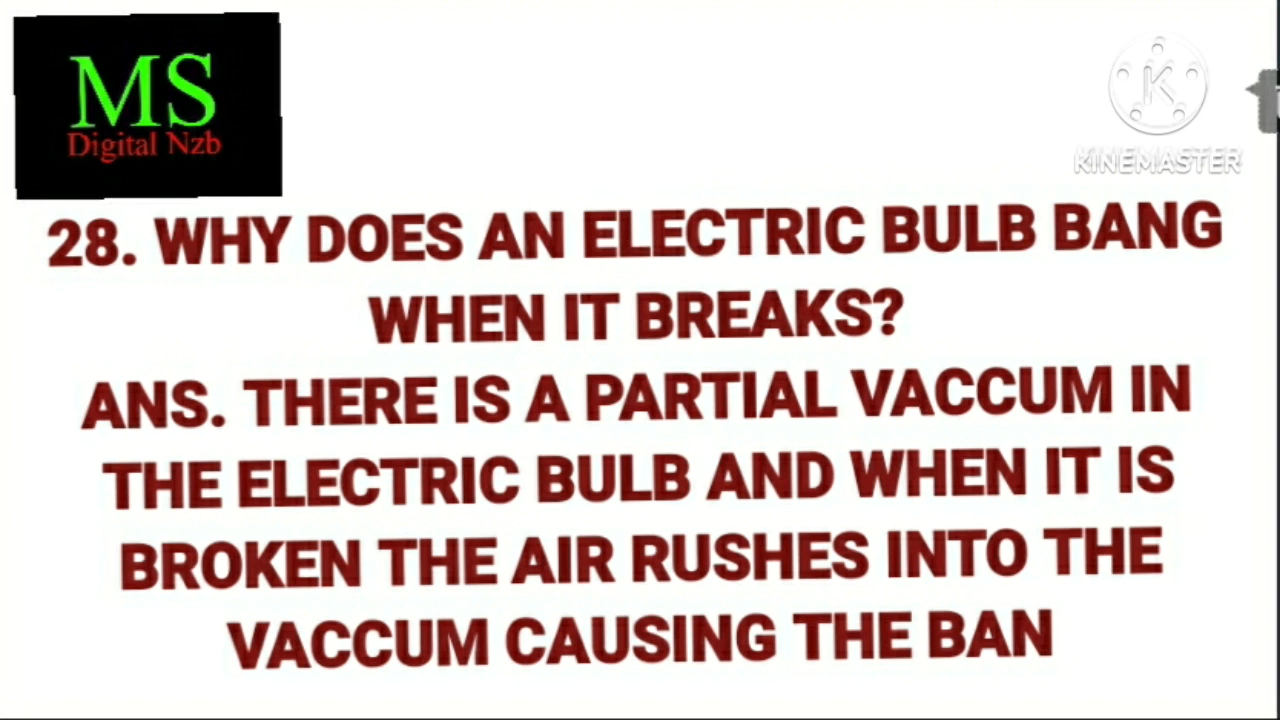 MS
Digital Nzb
KINEMASTER
28. WHY DOES AN ELECTRIC BULB BANG
WHEN IT BREAKS?
ANS. THERE IS A PARTIAL VACCUM IN
THE ELECTRIC BULB AND WHEN IT IS
BROKEN THE AIR RUSHES INTO THE
VACCUM CAUSING THE BAN